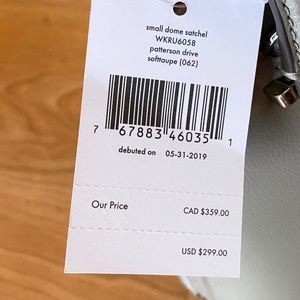 small dome satchel
WKRU6058
patterson drive
softtaupe (062)
7 67883 46035 1
debuted on 05-31-2019
Our Price CAD $359.00
USD $299.00